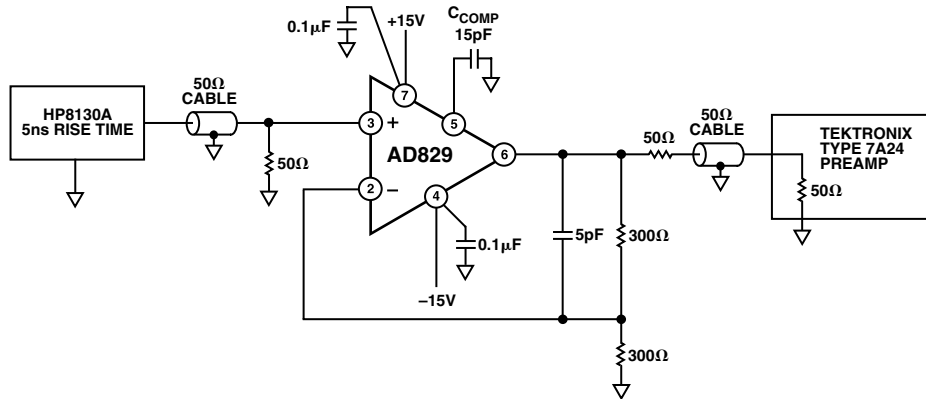 0.1µF
+15V
C_COMP
15pF
50Ω
CABLE
HP8130A
5ns RISE TIME
50Ω
3
+
7
5
AD829
6
2
–
4
0.1µF
–15V
5pF
300Ω
300Ω
50Ω
50Ω
CABLE
TEKTRONIX
TYPE 7A24
PREAMP
50Ω